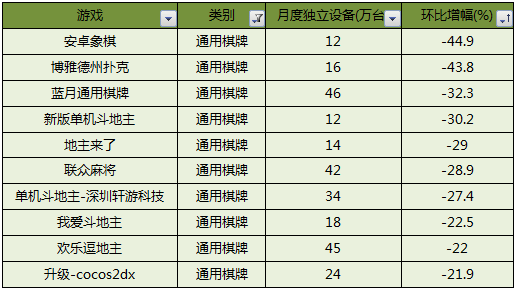 游戏 类别 月度独立设备(万台 环比增幅(%)
安卓象棋 通用棋牌 12 -44.9
博雅德州扑克 通用棋牌 16 -43.8
蓝月通用棋牌 通用棋牌 46 -32.3
新版单机斗地主 通用棋牌 12 -30.2
地主来了 通用棋牌 14 -29
联众麻将 通用棋牌 42 -28.9
单机斗地主-深圳轩游科技 通用棋牌 34 -27.4
我爱斗地主 通用棋牌 18 -22.5
欢乐逗地主 通用棋牌 45 -22
升级-cocos2dx 通用棋牌 24 -21.9